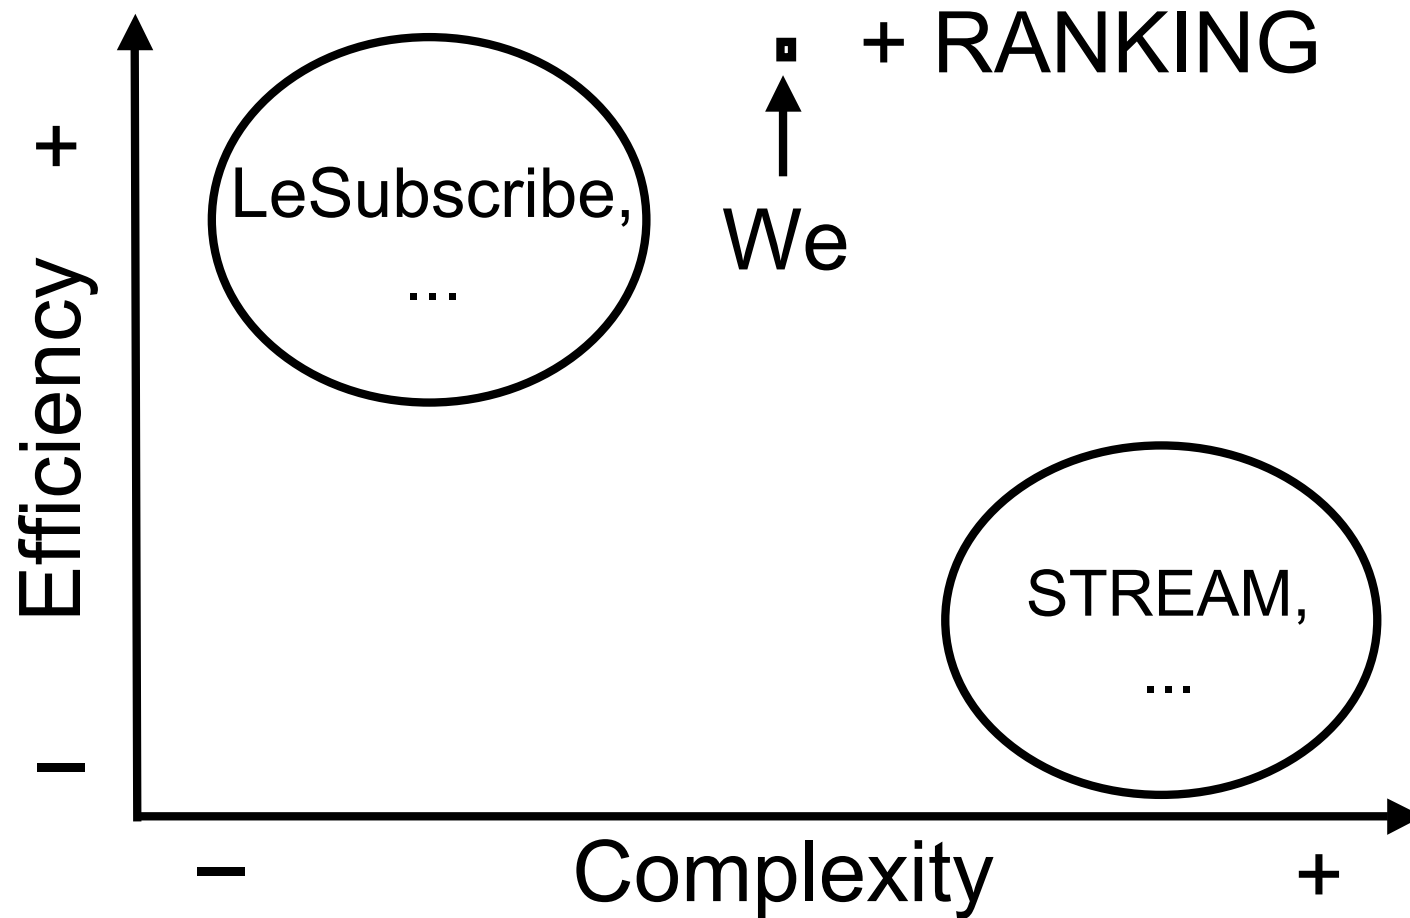 + RANKING
+
LeSubscribe,
...
We
Efficiency
STREAM,
...
–
– Complexity +